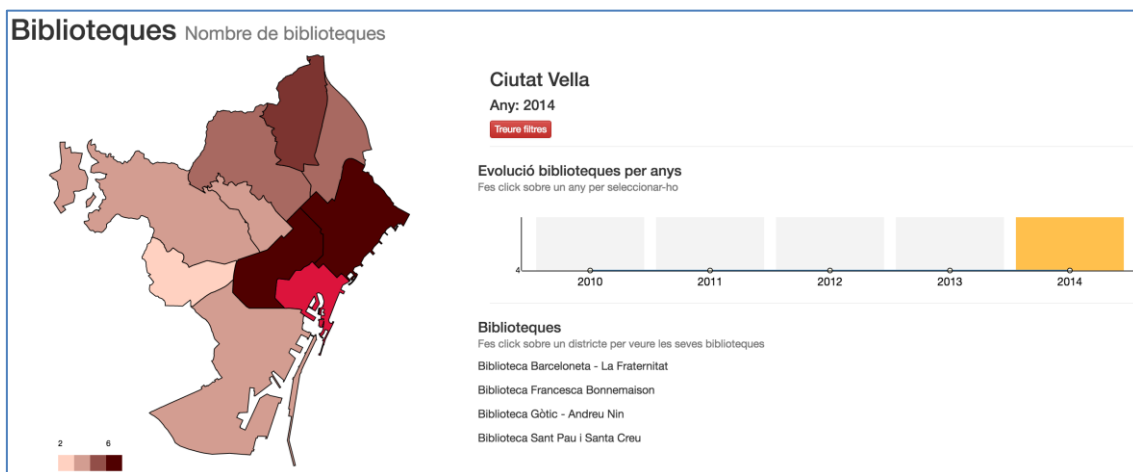 Biblioteques Nombre de biblioteques
Ciutat Vella
Any: 2014
Treure filtres
Evolució biblioteques per anys
Fes click sobre un any per seleccionar-ho
4
2010 2011 2012 2013 2014
Biblioteques
Fes click sobre un districte per veure les seves biblioteques
Biblioteca Barceloneta - La Fraternitat
Biblioteca Francesca Bonnemaison
Biblioteca Gòtic - Andreu Nin
Biblioteca Sant Pau i Santa Creu
2 6